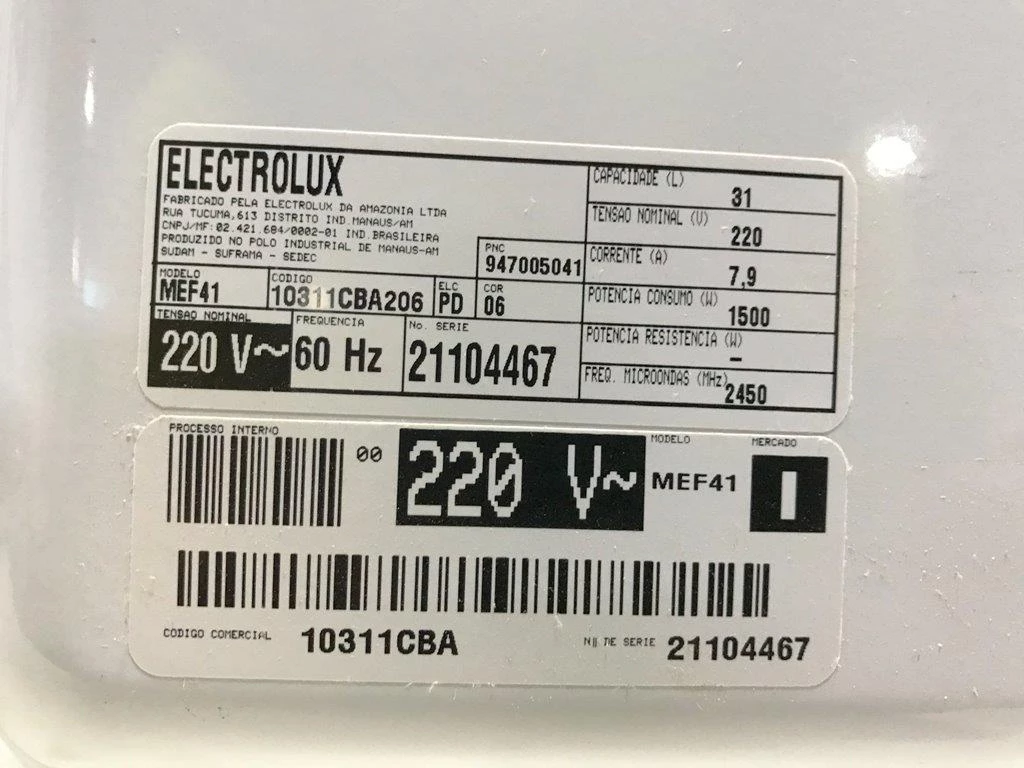 ELECTROLUX
FABRICADO PELA ELECTROLUX DA AMAZONIA LTDA
RUA TUCUMA,613 DISTRITO IND.MANAUS/AM
CNPJ/MF: 02.421.684/0002-01 IND.BRASILEIRA
PRODUZIDO NO POLO INDUSTRIAL DE MANAUS-AM
SUDAM - SUFRAMA - SEDEC
PNC
947005041
MODELO
MEF41
CODIGO
10311CBA206
ELC
PD
COR
06
TENSAO NOMINAL
220 V~
FREQUENCIA
60 Hz
No. SERIE
21104467
CAPACIDADE (L)
31
TENSAO NOMINAL (V)
220
CORRENTE (A)
7,9
POTENCIA CONSUMO (W)
1500
POTENCIA RESISTENCIA (W)
–
FREQ. MICROONDAS (MHz)
2450
PROCESSO INTERNO
00
220 V~
MODELO
MEF41
MERCADO
I
CODIGO COMERCIAL 10311CBA
DE SERIE 21104467